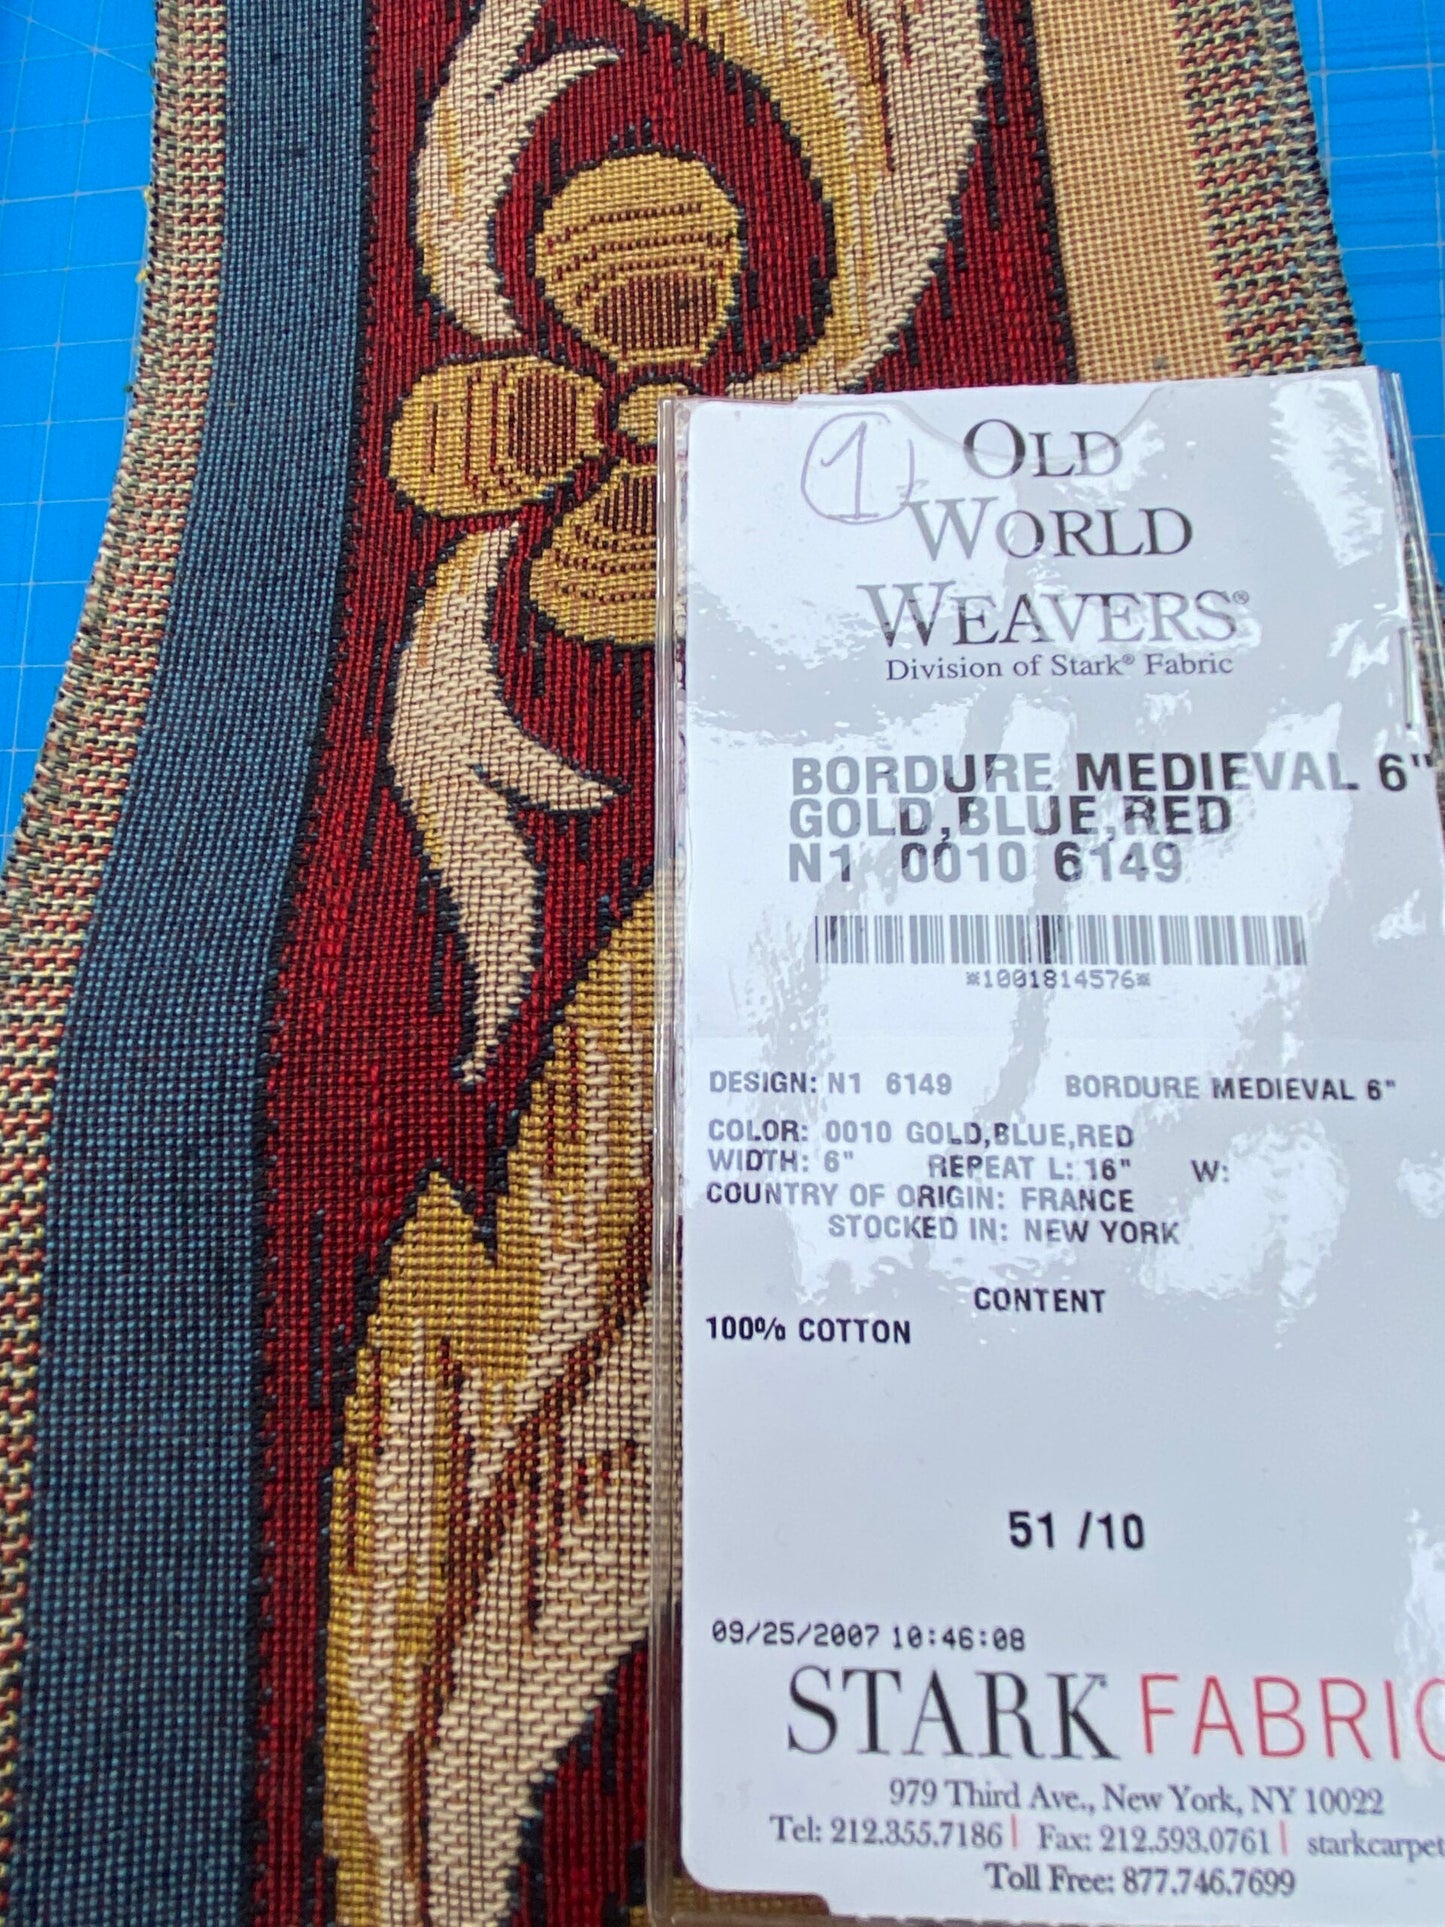 1
OLD
WORLD
WEAVERS®
Division of Stark® Fabric
BORDURE MEDIEVAL 6"
GOLD,BLUE,RED
N1 0010 6149
*1001814576*
DESIGN: N1 6149 BORDURE MEDIEVAL 6"
COLOR: 0010 GOLD,BLUE,RED
WIDTH: 6" REPEAT L: 16" W:
COUNTRY OF ORIGIN: FRANCE
STOCKED IN: NEW YORK
CONTENT
100% COTTON
51 /10
09/25/2007 10:46:08
STARK FABRIC
979 Third Ave., New York, NY 10022
Tel: 212.355.7186 | Fax: 212.593.0761 | starkcarpet
Toll Free: 877.746.7699